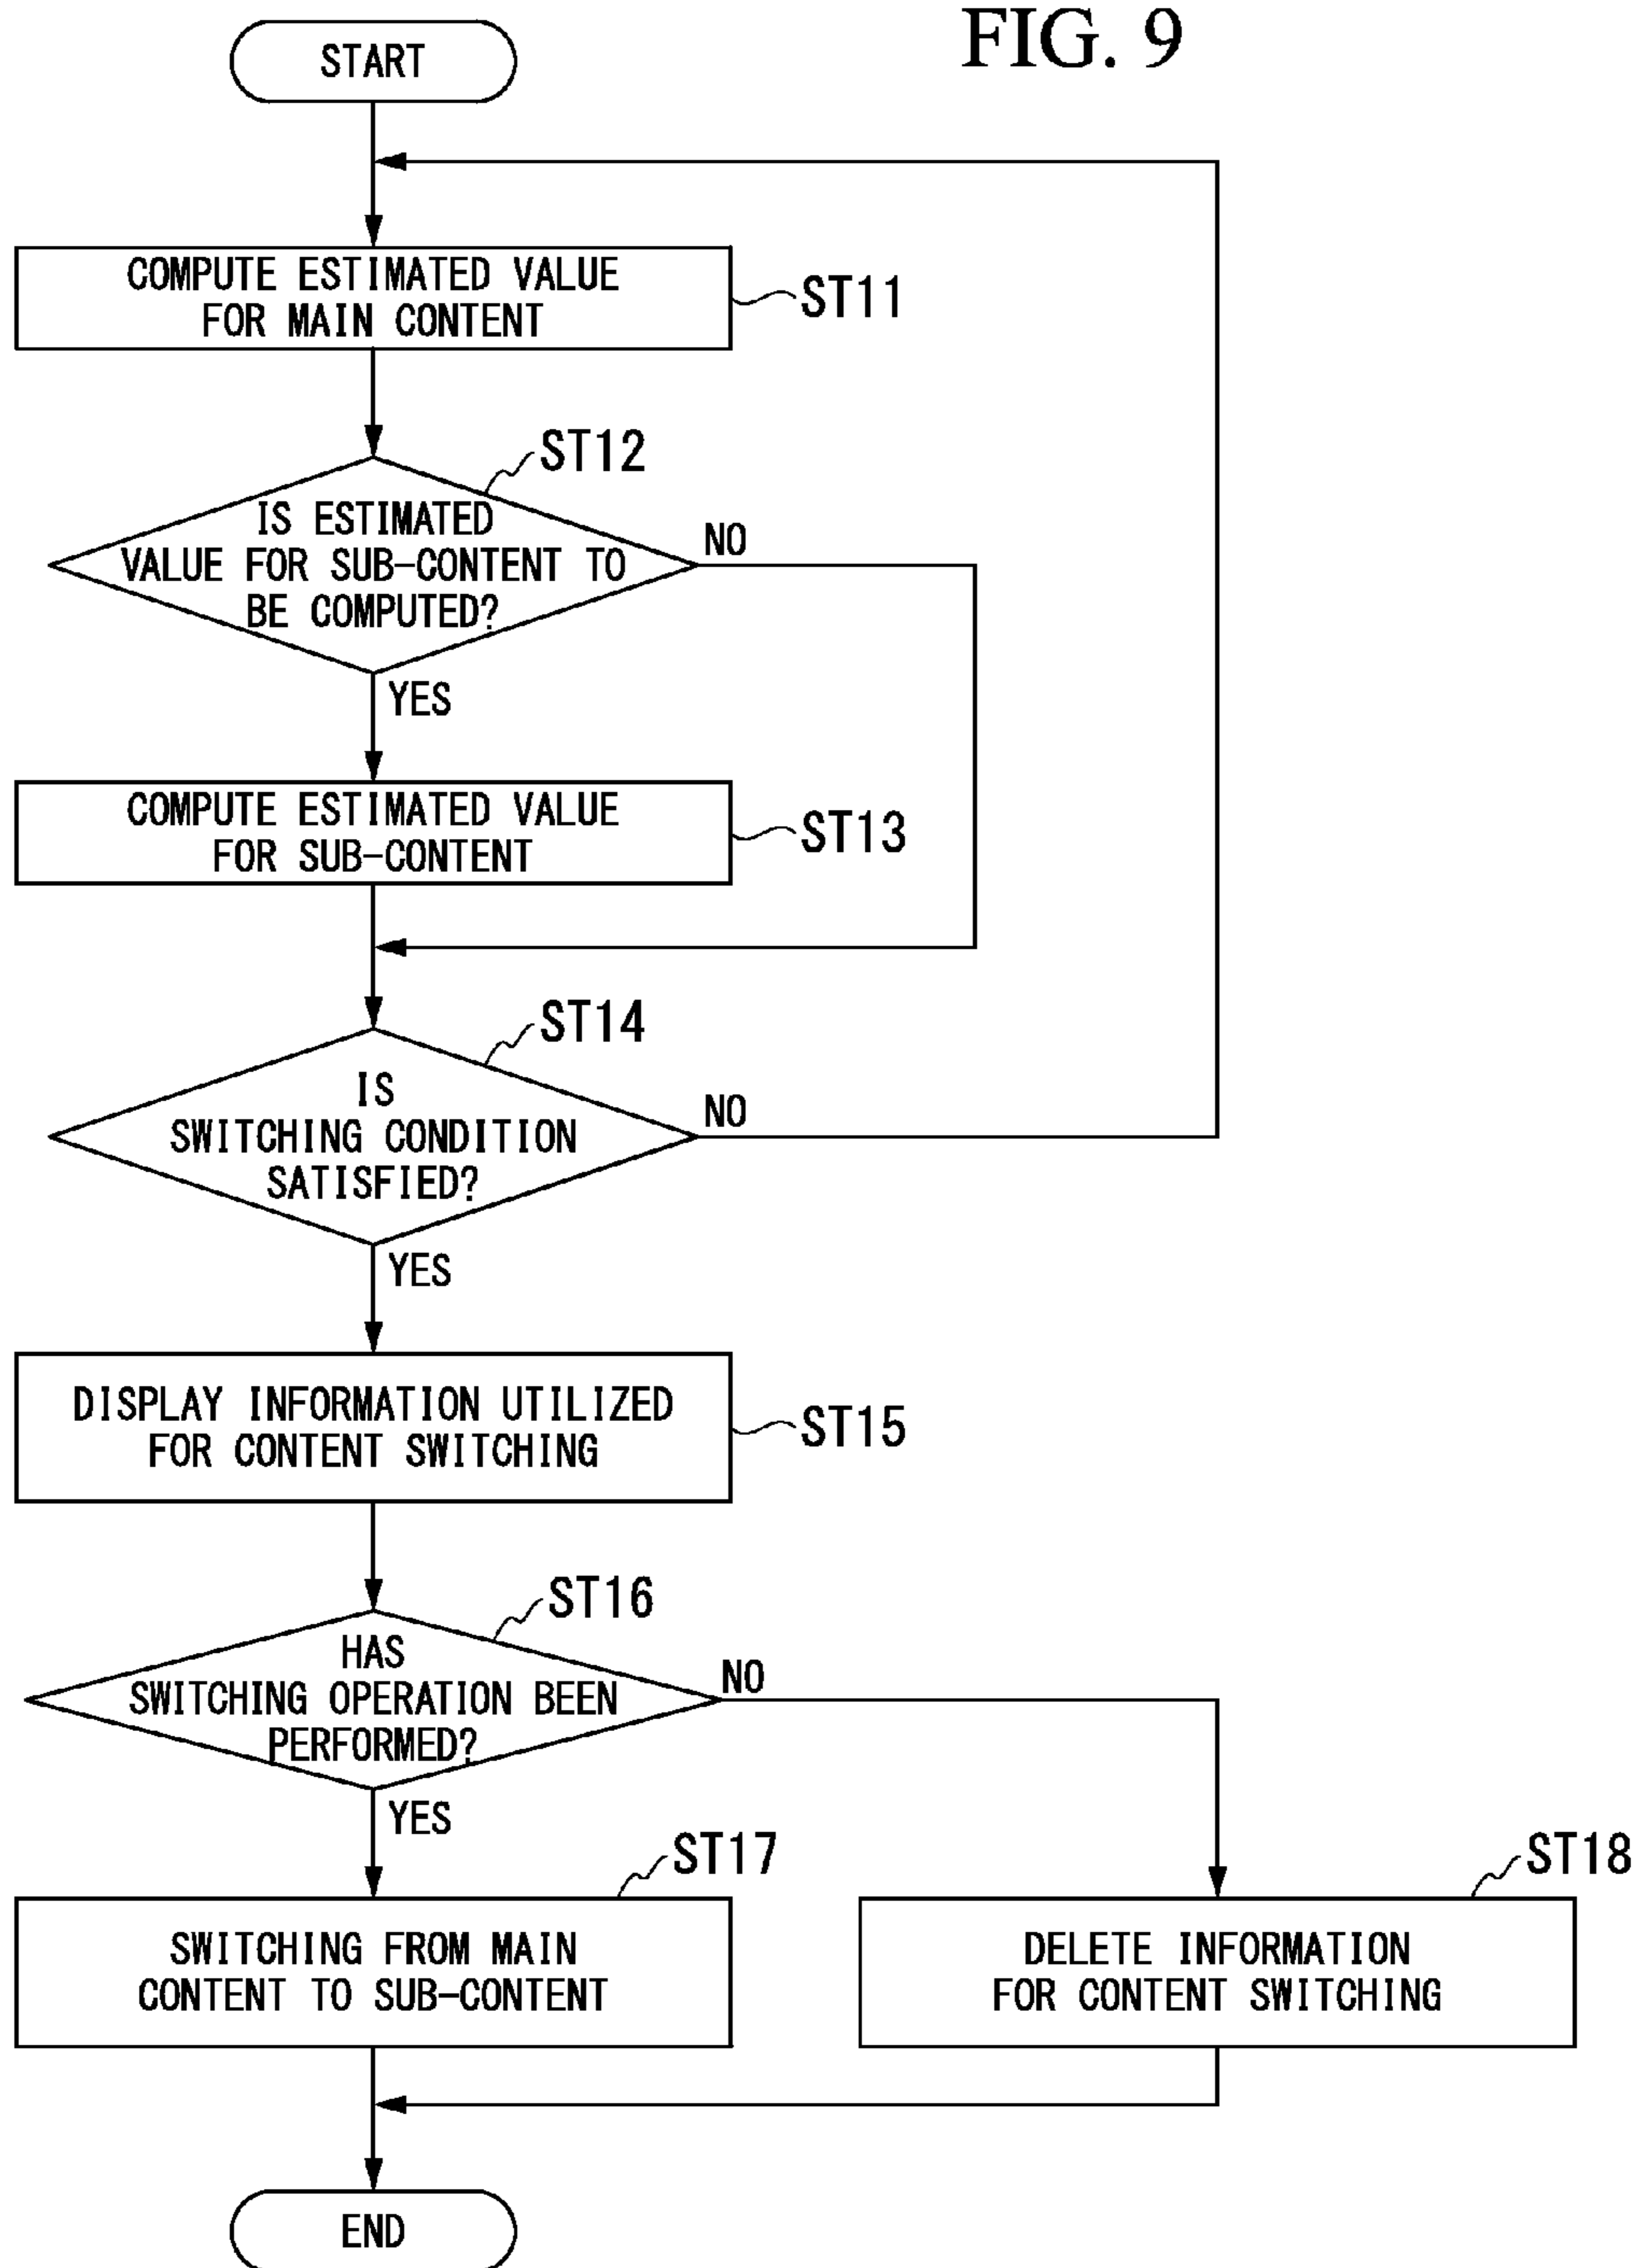 FIG. 9
START
COMPUTE ESTIMATED VALUE
FOR MAIN CONTENT
ST11
ST12
IS ESTIMATED
VALUE FOR SUB-CONTENT TO
BE COMPUTED?
NO
YES
COMPUTE ESTIMATED VALUE
FOR SUB-CONTENT
ST13
ST14
IS
SWITCHING CONDITION
SATISFIED?
NO
YES
DISPLAY INFORMATION UTILIZED
FOR CONTENT SWITCHING
ST15
ST16
HAS
SWITCHING OPERATION BEEN
PERFORMED?
NO
YES
ST17
SWITCHING FROM MAIN
CONTENT TO SUB-CONTENT
ST18
DELETE INFORMATION
FOR CONTENT SWITCHING
END